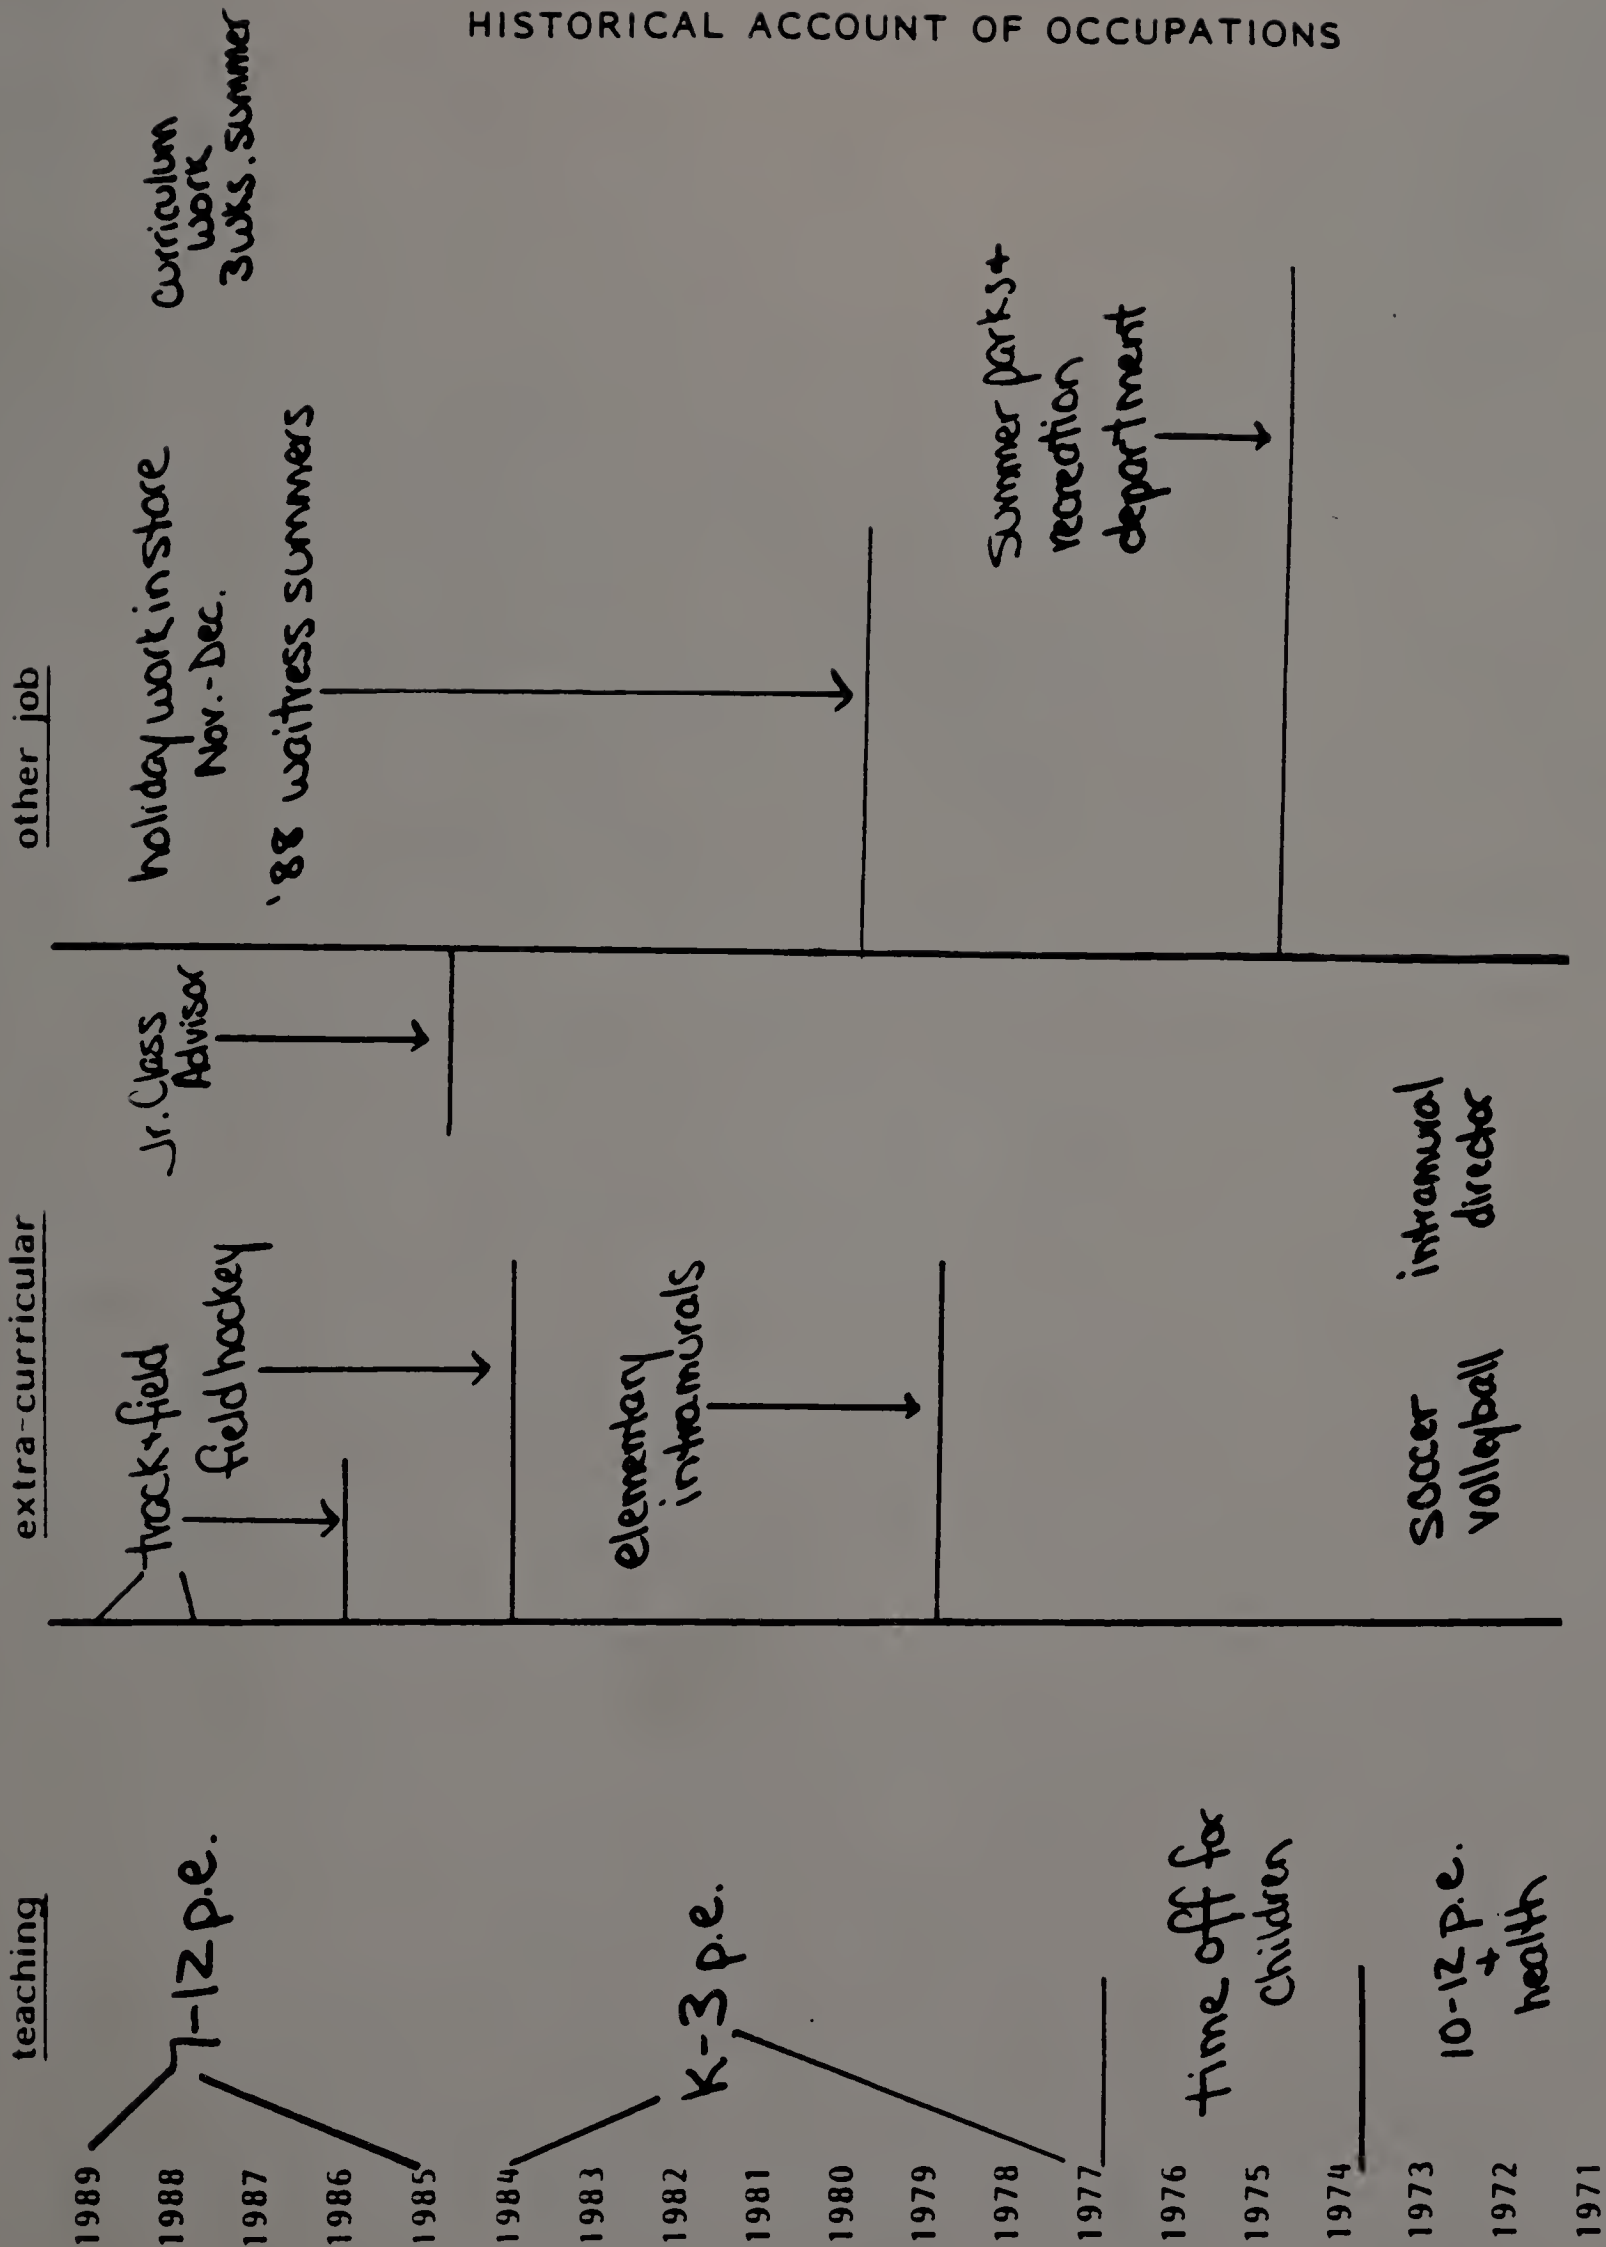 HISTORICAL ACCOUNT OF OCCUPATIONS
teaching
1989
1988
1987
1986
1985
1984
1983
1982
1981
1980
1979
1978
1977
1976
1975
1974
1973
1972
1971
7-12 p.e.
K-3 p.e.
time off for
children
10-12 p.e.
+
health
extra-curricular
track+field
field hockey
Jr. Class
Advisor
elementary
intramurals
soccer
volleyball
intramural
director
other job
holiday work in store
Nov.-Dec.
'88 waitress summers
curriculum
work
3 wks. summer
Summer parks+
recreation
department